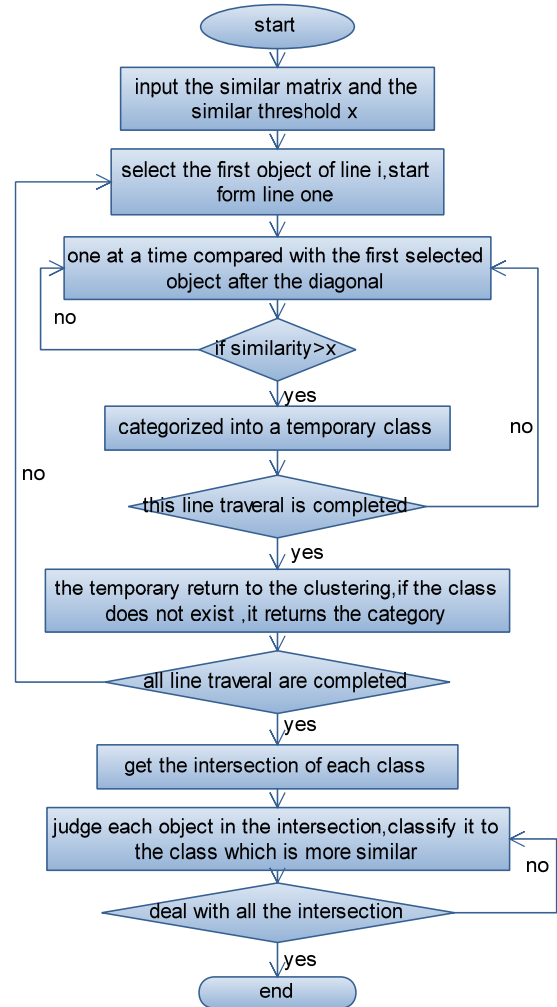 start
input the similar matrix and the
similar threshold x
select the first object of line i,start
form line one
one at a time compared with the first selected
object after the diagonal
no
if similarity>x
yes
categorized into a temporary class
no
no
this line traveral is completed
yes
the temporary return to the clustering,if the class
does not exist ,it returns the category
all line traveral are completed
yes
get the intersection of each class
judge each object in the intersection,classify it to
the class which is more similar
no
deal with all the intersection
yes
end